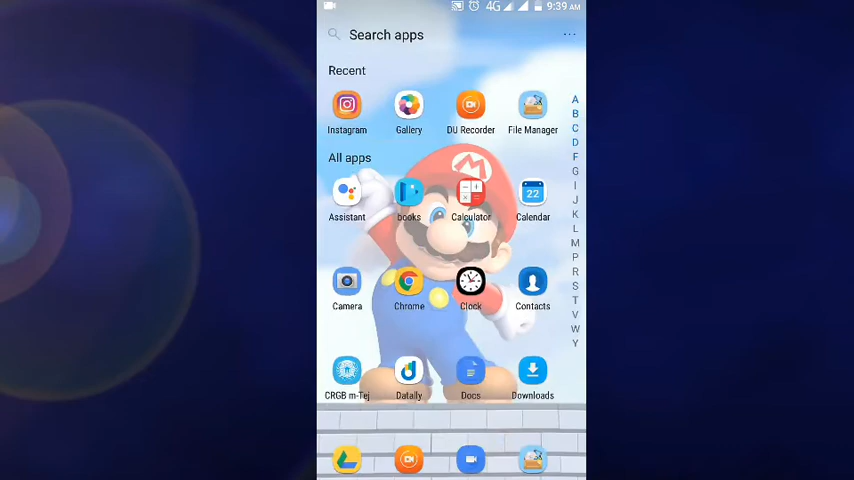 4G 9:39 AM
Search apps
Recent
Instagram Gallery DU Recorder File Manager
All apps
Assistant books Calculator Calendar
22
Camera Chrome Clock Contacts
CRGB m-Tej Datally Docs Downloads
M
A
B
C
D
F
G
I
J
K
L
M
P
R
S
T
V
W
Y